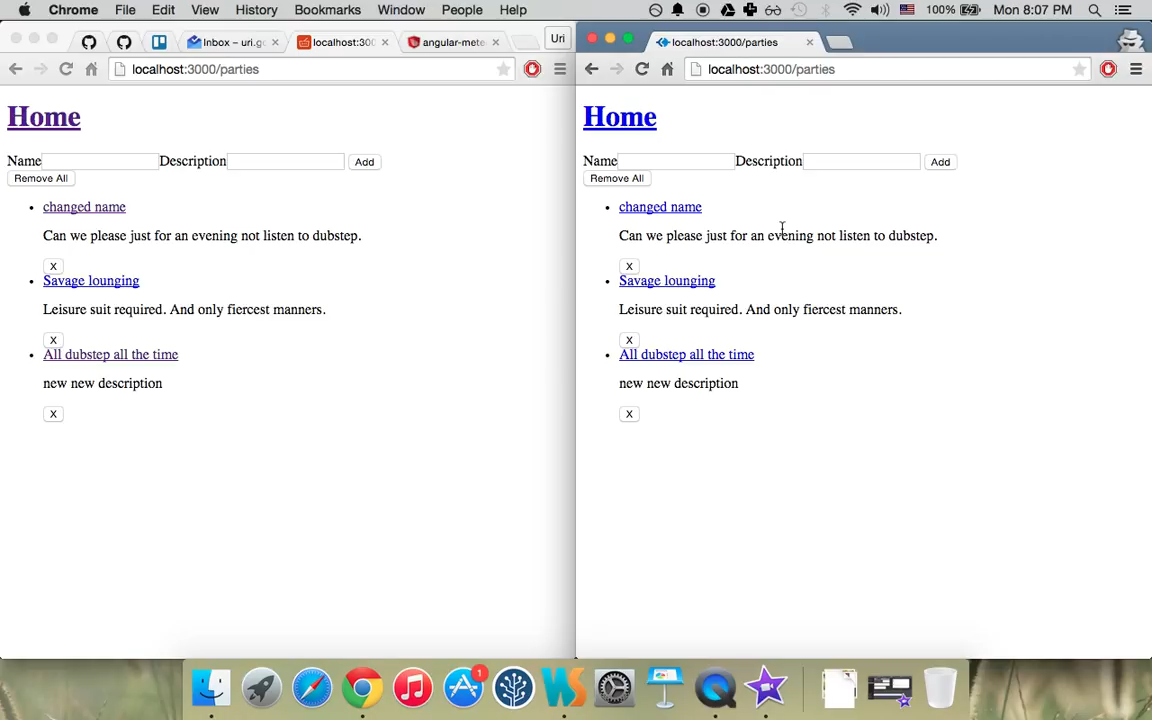 Chrome File Edit View History Bookmarks Window People Help 100% Mon 8:07 PM
Inbox – uri.g
localhost:300
angular-mete
Uri
localhost:3000/parties
localhost:3000/parties
Home
Name Description Add
Remove All
changed name
Can we please just for an evening not listen to dubstep.
X
Savage lounging
Leisure suit required. And only fiercest manners.
X
All dubstep all the time
new new description
X
localhost:3000/parties
Home
Name Description Add
Remove All
changed name
Can we please just for an evening not listen to dubstep.
X
Savage lounging
Leisure suit required. And only fiercest manners.
X
All dubstep all the time
new new description
X
1
WS